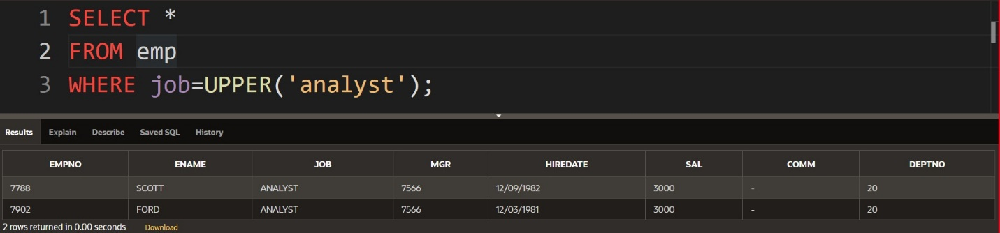 1 SELECT *
2 FROM emp
3 WHERE job=UPPER('analyst');
Results Explain Describe Saved SQL History
EMPNO ENAME JOB MGR HIREDATE SAL COMM DEPTNO
7788 SCOTT ANALYST 7566 12/09/1982 3000 - 20
7902 FORD ANALYST 7566 12/03/1981 3000 - 20
2 rows returned in 0.00 seconds Download